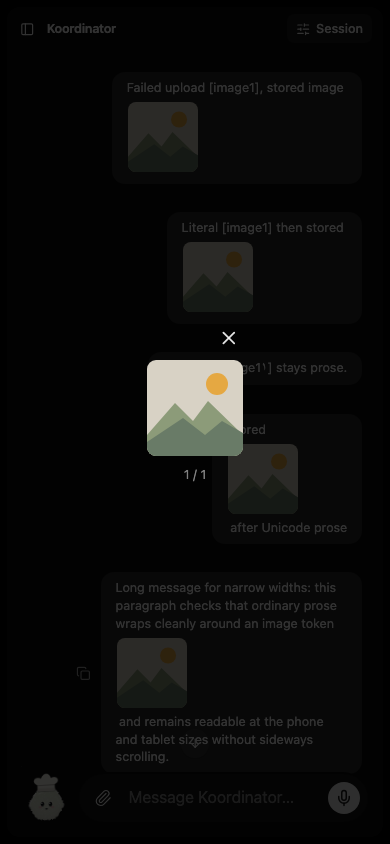 Koordinator
Session
Failed upload [image1], stored image
Literal [image1] then stored
stays prose.
after Unicode prose
1 / 1
Long message for narrow widths: this
paragraph checks that ordinary prose
wraps cleanly around an image token
and remains readable at the phone
and tablet sizes without sideways
scrolling.
Message Koordinator...